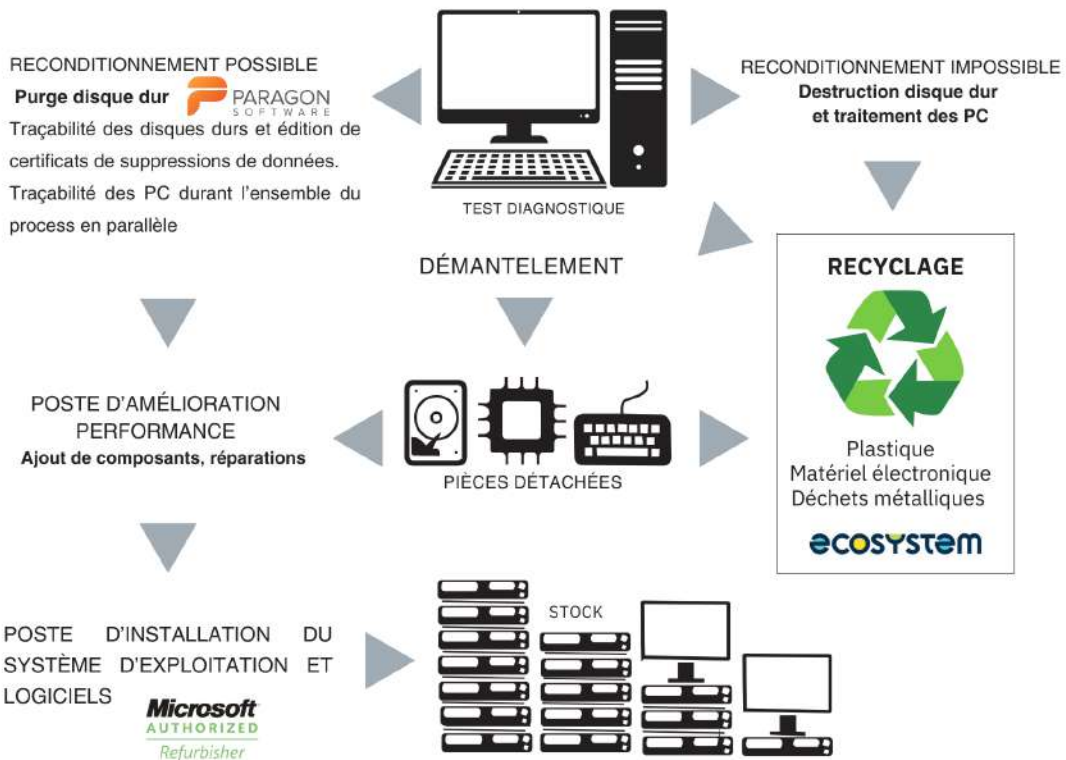 RECONDITIONNEMENT POSSIBLE
Purge disque dur
PARAGON
SOFTWARE
Traçabilité des disques durs et édition de
certificats de suppressions de données.
Traçabilité des PC durant l'ensemble du
process en parallèle
TEST DIAGNOSTIQUE
RECONDITIONNEMENT IMPOSSIBLE
Destruction disque dur
et traitement des PC
DÉMANTELEMENT
RECYCLAGE
Plastique
Matériel électronique
Déchets métalliques
ecosystem
POSTE D'AMÉLIORATION
PERFORMANCE
Ajout de composants, réparations
PIÈCES DÉTACHÉES
POSTE D'INSTALLATION DU
SYSTÈME D'EXPLOITATION ET
LOGICIELS
Microsoft
AUTHORIZED
Refurbisher
STOCK